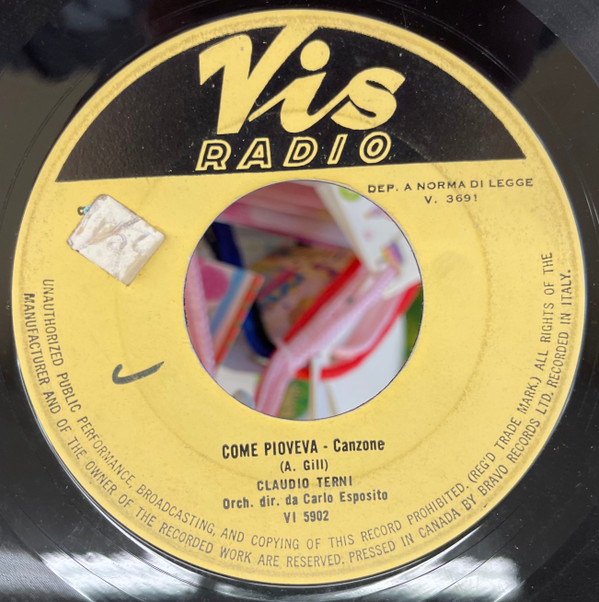 Vis
RADIO
DEP. A NORMA DI LEGGE
V. 3691
COME PIOVEVA - Canzone
(A. Gill)
CLAUDIO TERNI
Orch. dir. da Carlo Esposito
VI 5902
UNAUTHORIZED PUBLIC PERFORMANCE, BROADCASTING, AND COPYING OF THIS RECORD PROHIBITED. (REG'D TRADE MARK.) ALL RIGHTS OF THE
MANUFACTURER AND OF THE OWNER OF THE RECORDED WORK ARE RESERVED. PRESSED IN CANADA BY BRAVO RECORDS LTD. RECORDED IN ITALY.